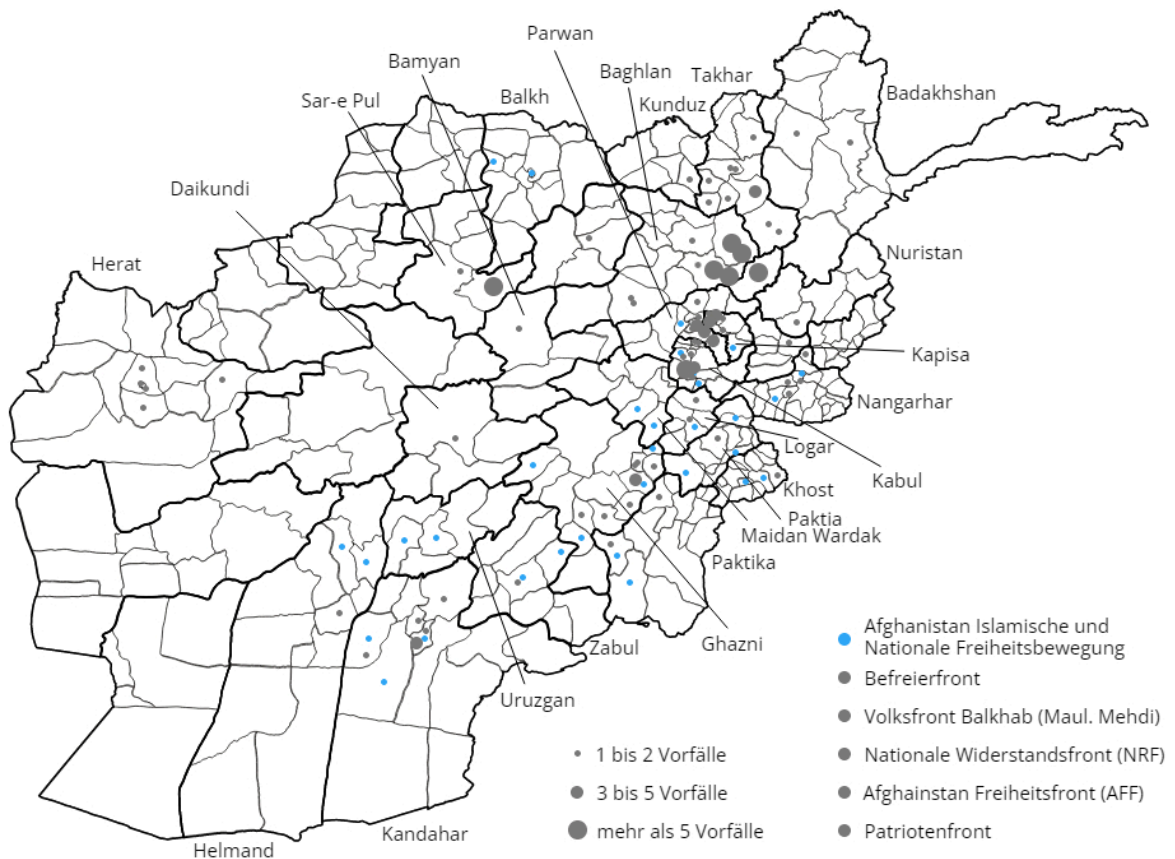 Parwan
Bamyan
Baghlan
Takhar
Sar-e Pul
Balkh
Kunduz
Badakhshan
Daikundi
Herat
Nuristan
Kapisa
Nangarhar
Logar
Kabul
Khost
Paktia
Maidan Wardak
Paktika
Ghazni
Zabul
Uruzgan
Kandahar
Helmand
1 bis 2 Vorfälle
3 bis 5 Vorfälle
mehr als 5 Vorfälle
Afghanistan Islamische und
Nationale Freiheitsbewegung
Befreierfront
Volksfront Balkhab (Maul. Mehdi)
Nationale Widerstandsfront (NRF)
Afghainstan Freiheitsfront (AFF)
Patriotenfront